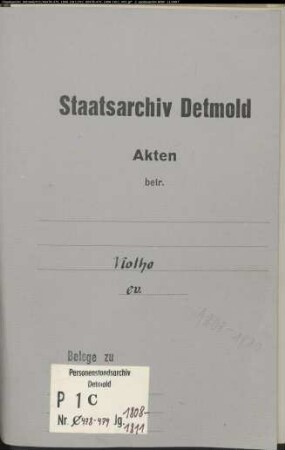 Staatsarchiv Detmold
Akten
betr.
Vlotho
ev.
Belege zu
Personenstandsarchiv
Detmold
P 1 C
Nr. 478-479 Jg. 1808-
1811